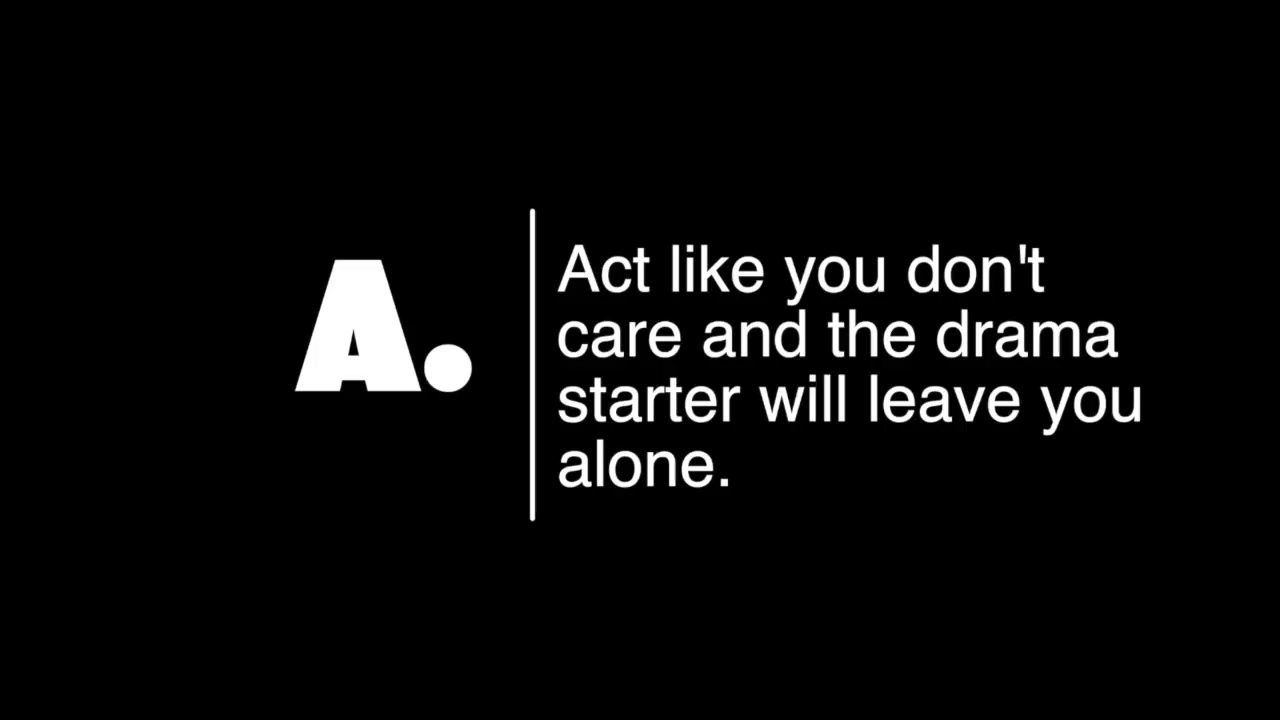 A.
Act like you don't
care and the drama
starter will leave you
alone.